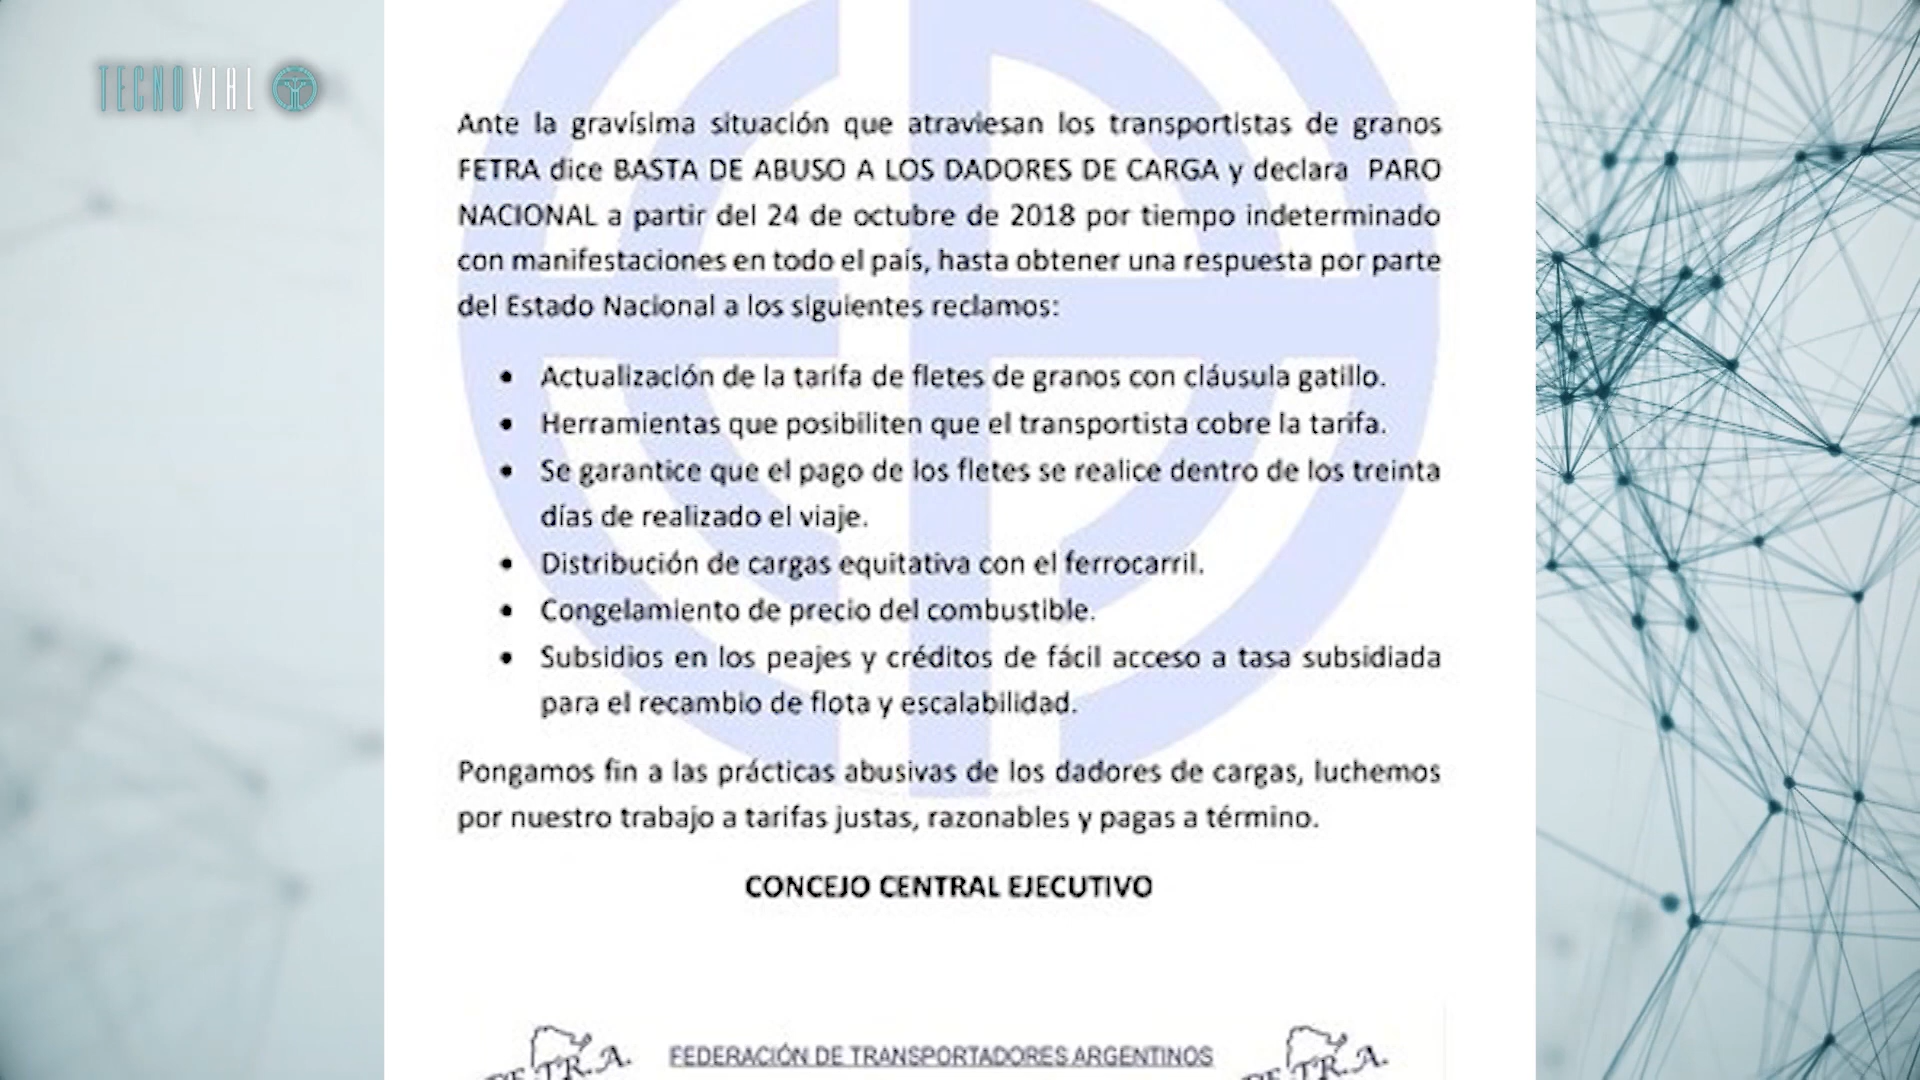 TECNOVIAL
Ante la gravísima situación que atraviesan los transportistas de granos
FETRA dice BASTA DE ABUSO A LOS DADORES DE CARGA y declara PARO
NACIONAL a partir del 24 de octubre de 2018 por tiempo indeterminado
con manifestaciones en todo el país, hasta obtener una respuesta por parte
del Estado Nacional a los siguientes reclamos:
• Actualización de la tarifa de fletes de granos con cláusula gatillo.
• Herramientas que posibiliten que el transportista cobre la tarifa.
• Se garantice que el pago de los fletes se realice dentro de los treinta
días de realizado el viaje.
• Distribución de cargas equitativa con el ferrocarril.
• Congelamiento de precio del combustible.
• Subsidios en los peajes y créditos de fácil acceso a tasa subsidiada
para el recambio de flota y escalabilidad.
Pongamos fin a las prácticas abusivas de los dadores de cargas, luchemos
por nuestro trabajo a tarifas justas, razonables y pagas a término.
CONCEJO CENTRAL EJECUTIVO
FEDERACIÓN DE TRANSPORTADORES ARGENTINOS